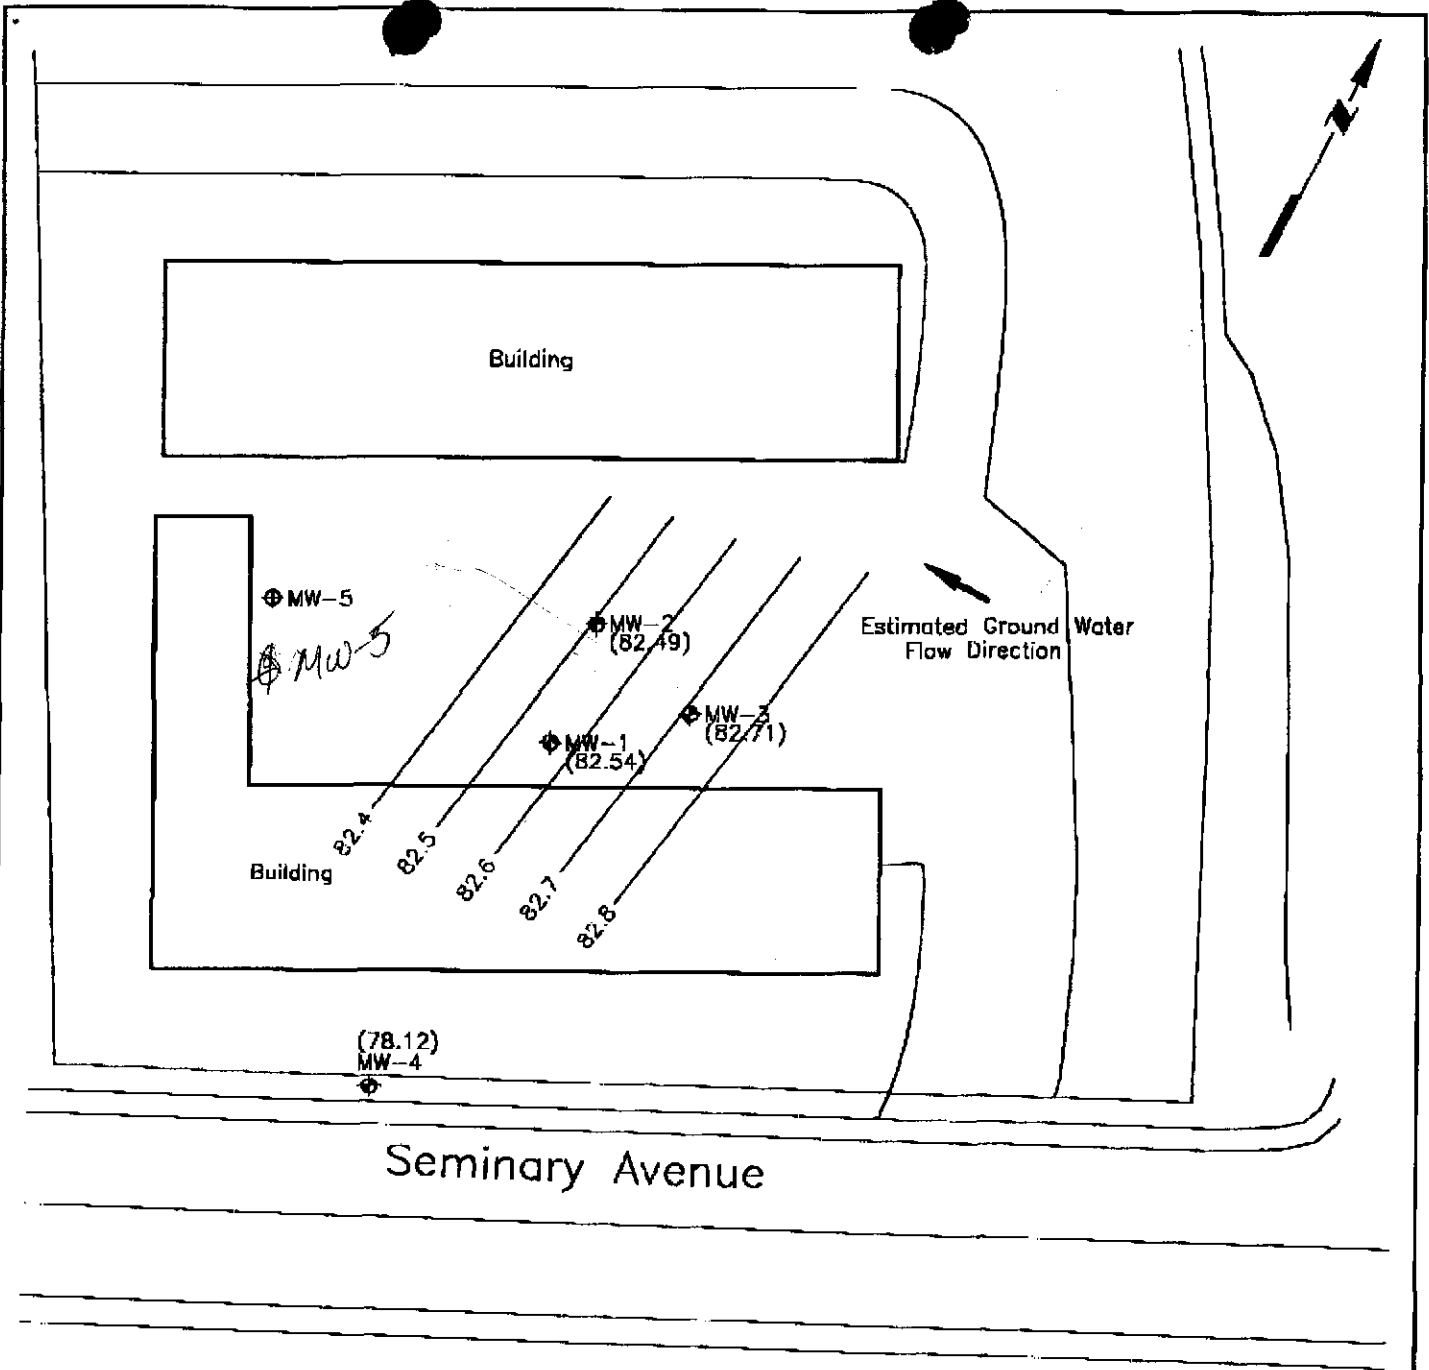 N
Building
MW-5
MW-5
MW-2
(82.49)
Estimated Ground Water
Flow Direction
MW-3
(82.71)
MW-1
(82.54)
82.4
82.5
82.6
82.7
82.8
Building
(78.12)
MW-4
Seminary Avenue